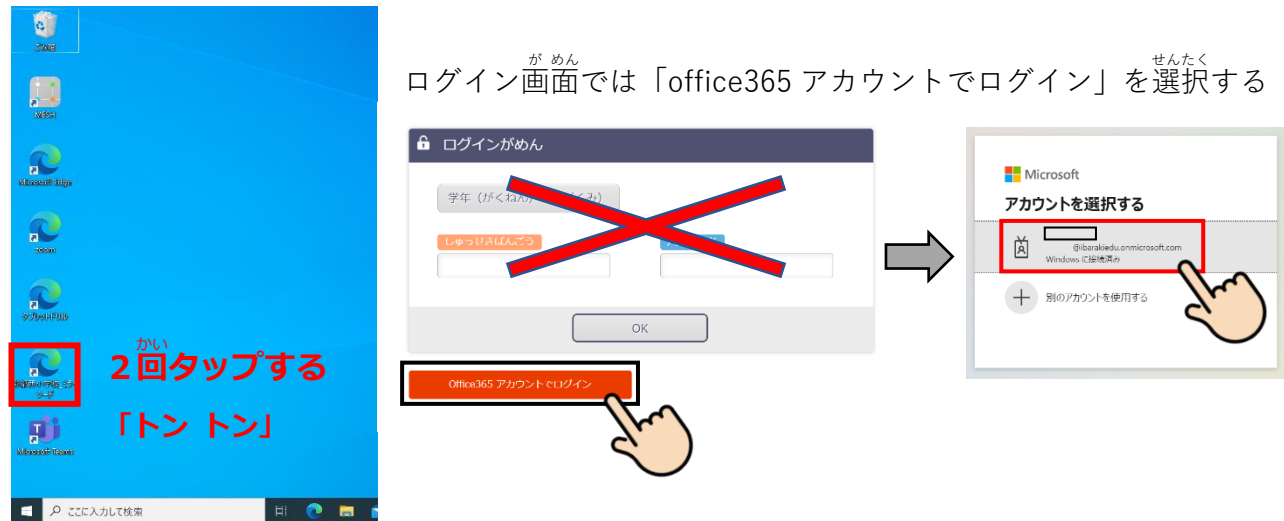 ごみ箱
MESH
Microsoft Edge
zoom
タブレットドリル
Microsoft Teams
かい
2回タップする
「トン トン」
ここに入力して検索
が めん
せんたく
ログイン画面では「office365 アカウントでログイン」を選択する
ログインがめん
学年（がくねん
しゅっせきばんごう
OK
Office365 アカウントでログイン
Microsoft
アカウントを選択する
@ibarakiedu.onmicrosoft.com
Windows に接続済み
別のアカウントを使用する